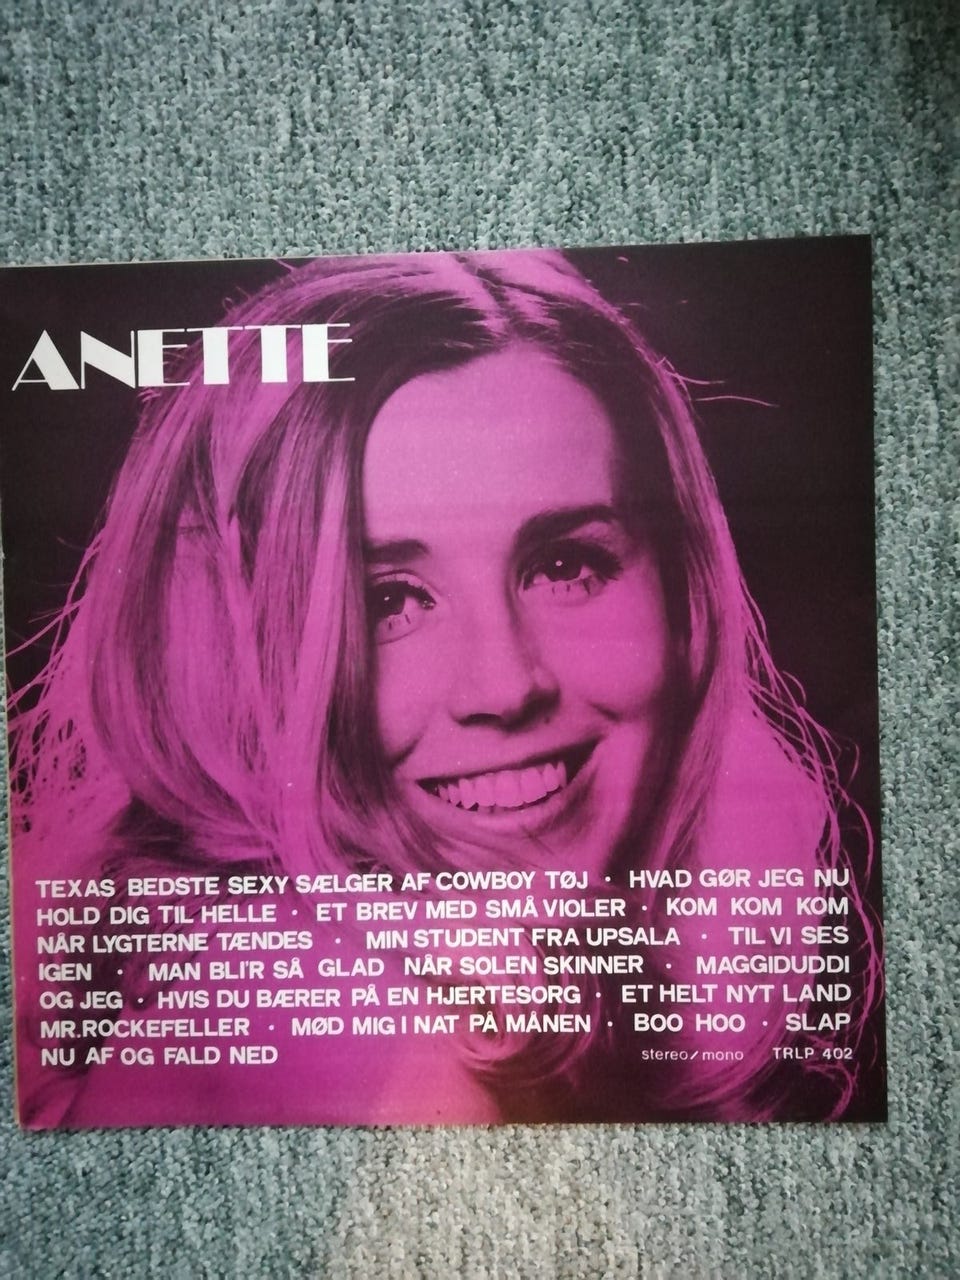 ANETTE
TEXAS BEDSTE SEXY SÆLGER AF COWBOY TØJ · HVAD GØR JEG NU
HOLD DIG TIL HELLE · ET BREV MED SMÅ VIOLER · KOM KOM KOM
NÅR LYGTERNE TÆNDES · MIN STUDENT FRA UPSALA · TIL VI SES
IGEN · MAN BLI'R SÅ GLAD NÅR SOLEN SKINNER · MAGGIDUDDI
OG JEG · HVIS DU BÆRER PÅ EN HJERTESORG · ET HELT NYT LAND
MR.ROCKEFELLER · MØD MIG I NAT PÅ MÅNEN · BOO HOO · SLAP
NU AF OG FALD NED stereo/mono TRLP 402